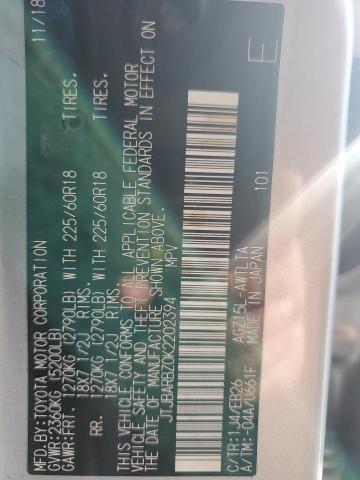 MFD.BY:TOYOTA MOTOR CORPORATION 11/18
GVWR:2360KG (5200LB)
GAWR:FRT. 1270KG (2790LB) WITH 225/60R18 TIRES.
18X7 1/2J RIMS.
RR. 1270KG (2790LB) WITH 225/60R18 TIRES.
18X7 1/2J RIMS.
THIS VEHICLE CONFORMS TO ALL APPLICABLE FEDERAL MOTOR
VEHICLE SAFETY AND THEFT PREVENTION STANDARDS IN EFFECT ON
THE DATE OF MANUFACTURE SHOWN ABOVE.
JTJBARBZ0K2202394 MPV
E
C/TR:1J4/EB26 AGZ15L-AWTLTA
A/TM:-04A/U661F MADE IN JAPAN 101